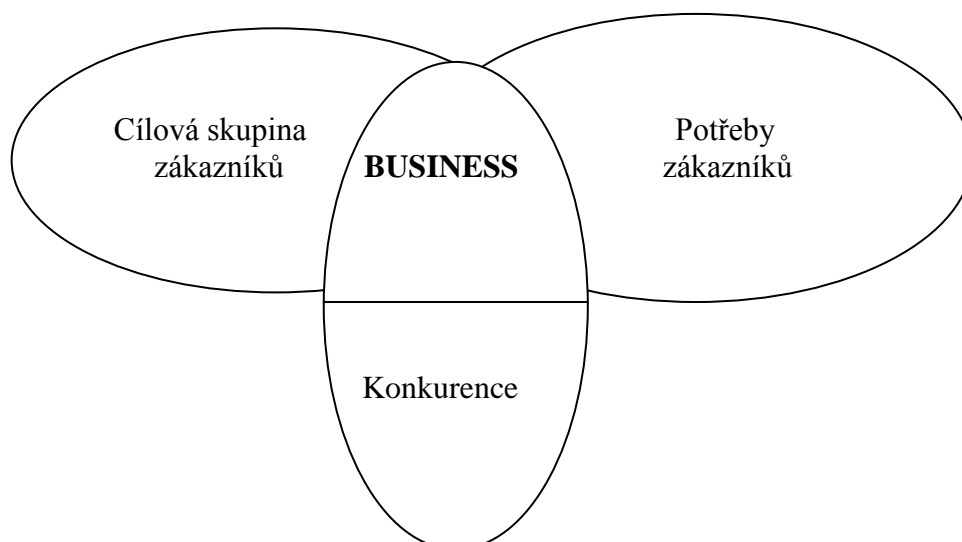 Cílová skupina
zákazníků
BUSINESS
Potřeby
zákazníků
Konkurence